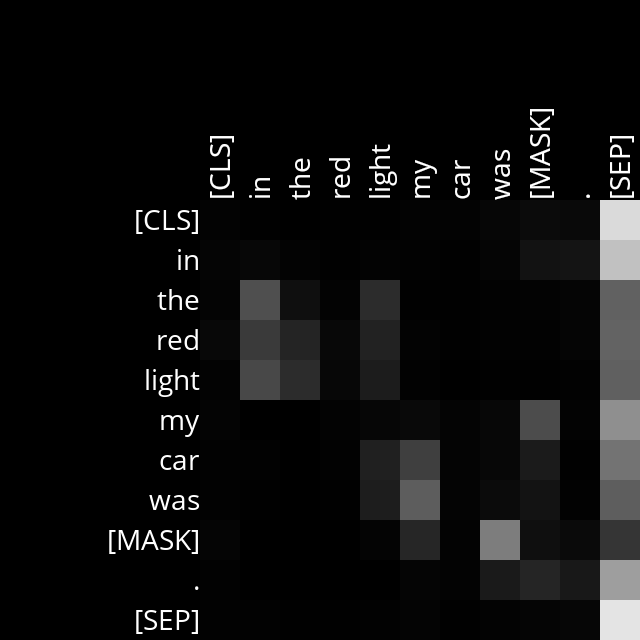 [CLS] in the red light my car was [MASK] . [SEP]
[CLS]
in
the
red
light
my
car
was
[MASK]
.
[SEP]